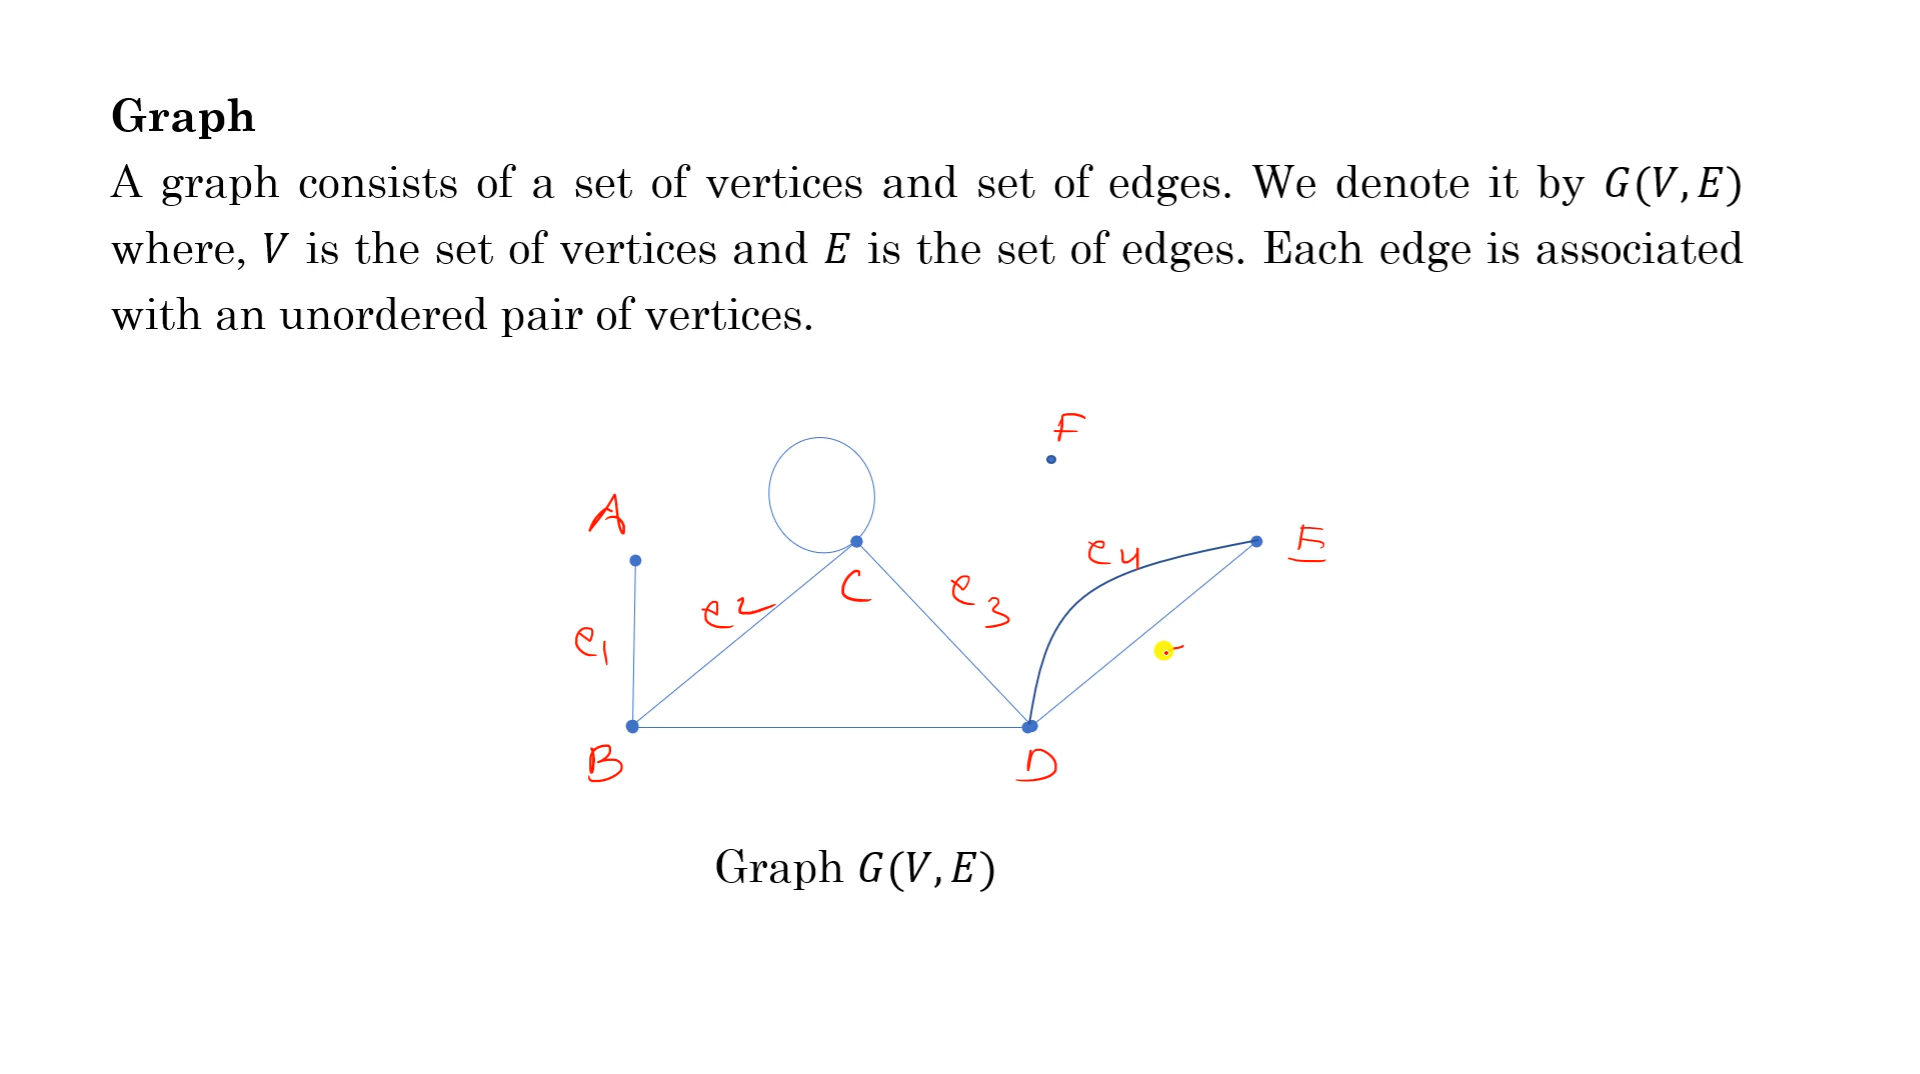 Graph
A graph consists of a set of vertices and set of edges. We denote it by G(V,E)
where, V is the set of vertices and E is the set of edges. Each edge is associated
with an unordered pair of vertices.
F
A
E
e4
C
e3
e2
e1
B
D
Graph G(V,E)